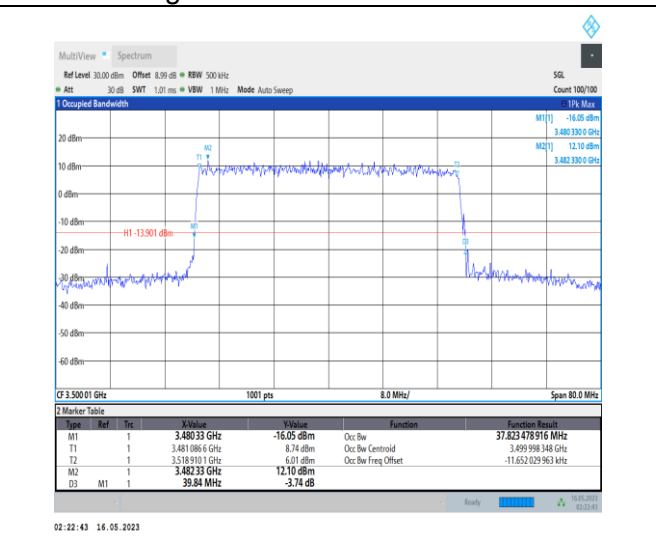 MultiView Spectrum
Ref Level 30.00 dBm Offset 8.99 dB RBW 500 kHz SGL
Att 30 dB SWT 1.01 ms VBW 1 MHz Mode Auto Sweep Count 100/100
1 Occupied Bandwidth 1Pk Max
M1[1] -16.05 dBm
3.480 330 0 GHz
M2[1] 12.10 dBm
3.482 330 0 GHz
20 dBm
M2
T1
T2
10 dBm
0 dBm
-10 dBm
M1
H1 -13.901 dBm
D3
-20 dBm
-30 dBm
-40 dBm
-50 dBm
-60 dBm
CF 3.500 01 GHz 1001 pts 8.0 MHz/ Span 80.0 MHz
2 Marker Table
Type Ref Trc X-Value Y-Value Function Function Result
M1 1 3.480 33 GHz -16.05 dBm Occ Bw 37.823 478 916 MHz
T1 1 3.481 086 6 GHz 8.74 dBm Occ Bw Centroid 3.499 998 348 GHz
T2 1 3.518 910 1 GHz 6.01 dBm Occ Bw Freq Offset -11.652 029 963 kHz
M2 1 3.482 33 GHz 12.10 dBm
D3 M1 1 39.84 MHz -3.74 dB
Ready 16.05.2023
02:22:43
02:22:43 16.05.2023